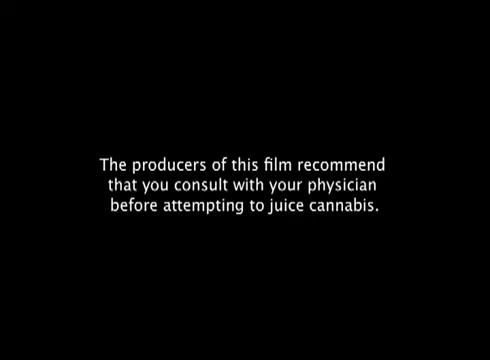 The producers of this film recommend
that you consult with your physician
before attempting to juice cannabis.